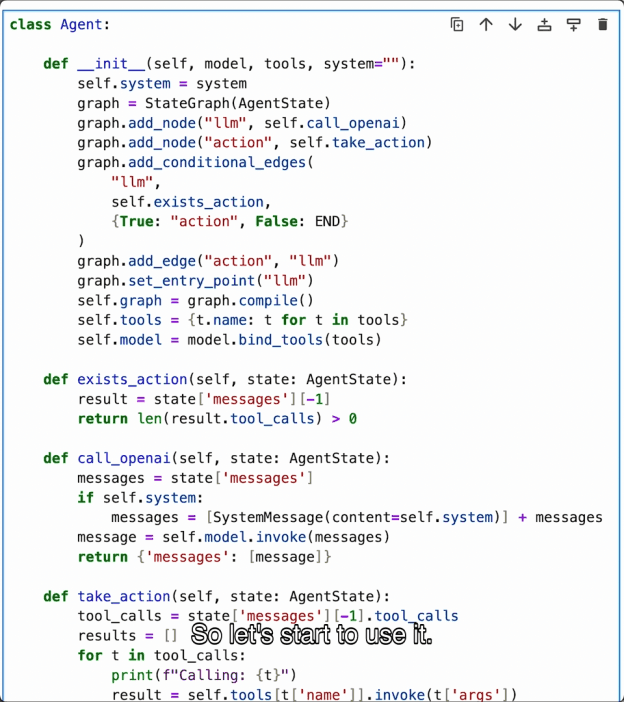 class Agent:
    def __init__(self, model, tools, system=""):
        self.system = system
        graph = StateGraph(AgentState)
        graph.add_node("llm", self.call_openai)
        graph.add_node("action", self.take_action)
        graph.add_conditional_edges(
            "llm",
            self.exists_action,
            {True: "action", False: END}
        )
        graph.add_edge("action", "llm")
        graph.set_entry_point("llm")
        self.graph = graph.compile()
        self.tools = {t.name: t for t in tools}
        self.model = model.bind_tools(tools)
    def exists_action(self, state: AgentState):
        result = state['messages'][-1]
        return len(result.tool_calls) > 0
    def call_openai(self, state: AgentState):
        messages = state['messages']
        if self.system:
            messages = [SystemMessage(content=self.system)] + messages
        message = self.model.invoke(messages)
        return {'messages': [message]}
    def take_action(self, state: AgentState):
        tool_calls = state['messages'][-1].tool_calls
        results = []
So let's start to use it.
        for t in tool_calls:
            print(f"Calling: {t}")
            result = self.tools[t['name']].invoke(t['args'])